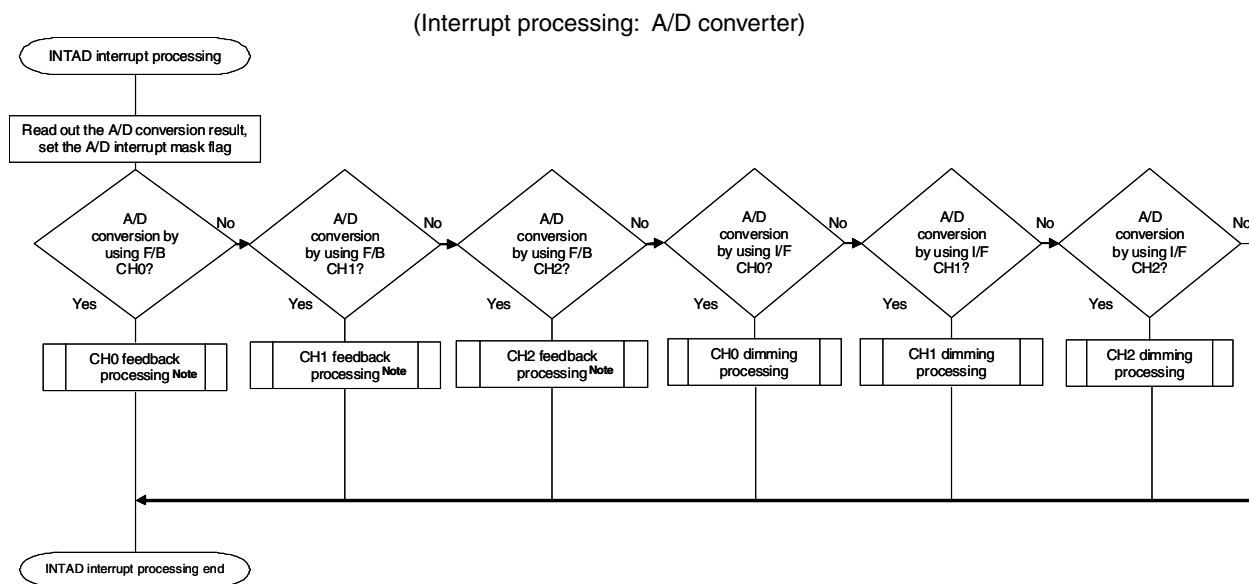 (Interrupt processing: A/D converter)
INTAD interrupt processing
Read out the A/D conversion result,
set the A/D interrupt mask flag
A/D
conversion by
using F/B
CH0?
No
Yes
A/D
conversion
by using F/B
CH1?
No
Yes
A/D
conversion
by using F/B
CH2?
No
Yes
A/D
conversion
by using I/F
CH0?
No
Yes
A/D
conversion
by using I/F
CH1?
No
Yes
A/D
conversion
by using I/F
CH2?
No
Yes
CH0 feedback
processing Note
CH1 feedback
processing Note
CH2 feedback
processing Note
CH0 dimming
processing
CH1 dimming
processing
CH2 dimming
processing
INTAD interrupt processing end